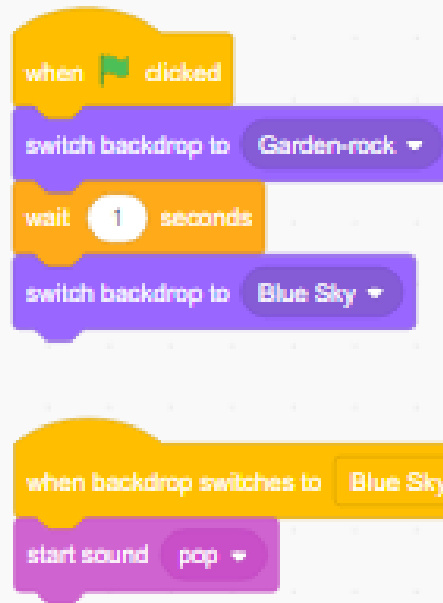 when clicked
switch backdrop to Garden-rock
wait 1 seconds
switch backdrop to Blue Sky
when backdrop switches to Blue Sky
start sound pop